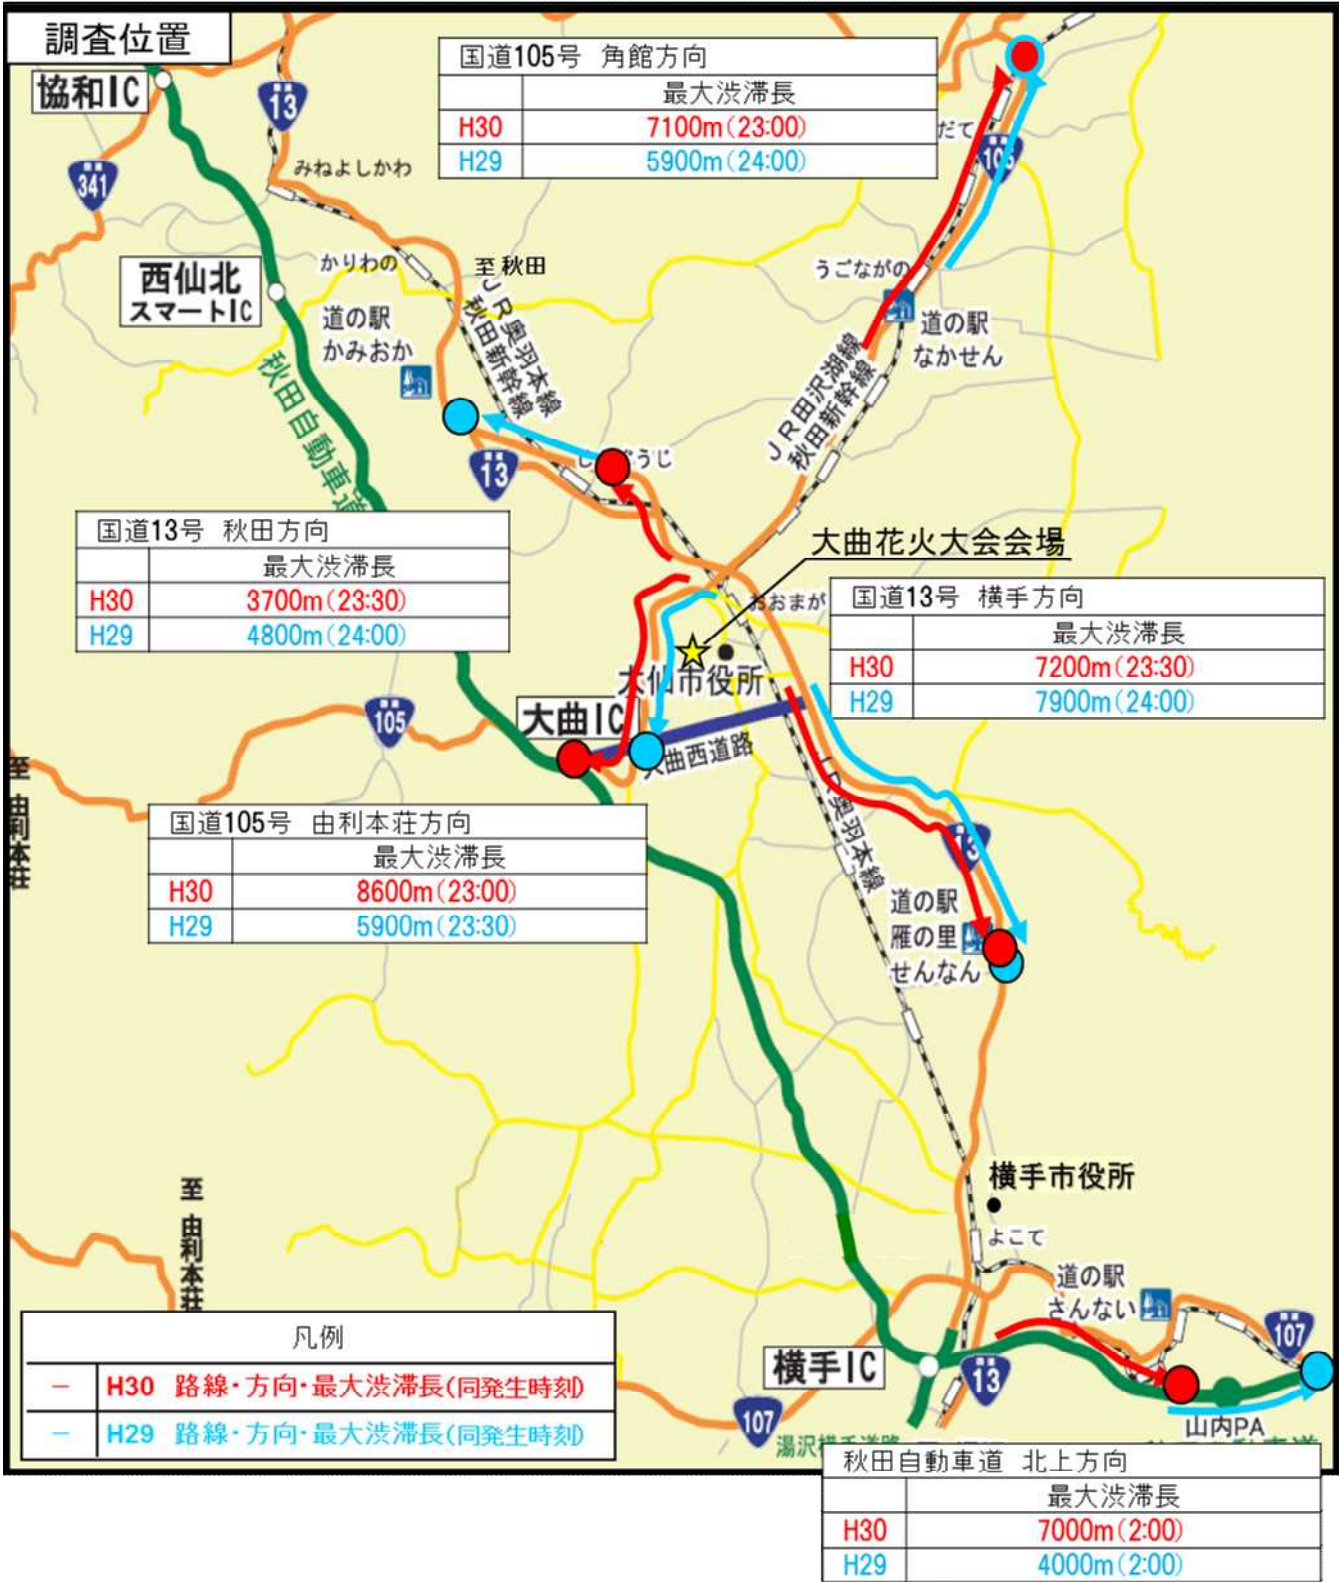 調査位置
協和IC
13
341
みねよしかわ
国道105号 角館方向
最大渋滞長
H30 7100m(23:00)
H29 5900m(24:00)
だて
西仙北
スマートIC
かりわの
至 秋田
JR奥羽本線
秋田新幹線
道の駅
かみおか
うごながの
道の駅
なかせん
JR田沢湖線
秋田新幹線
秋田自動車道
13
国道13号 秋田方向
最大渋滞長
H30 3700m(23:30)
H29 4800m(24:00)
大曲花火大会会場
おおまが
国道13号 横手方向
最大渋滞長
H30 7200m(23:30)
H29 7900m(24:00)
大仙市役所
大曲IC
105
大曲西道路
至 由利本荘
JR奥羽本線
13
国道105号 由利本荘方向
最大渋滞長
H30 8600m(23:00)
H29 5900m(23:30)
道の駅
雁の里
せんなん
横手市役所
よこて
至 由利本荘
道の駅
さんない
107
凡例
H30 路線・方向・最大渋滞長(同発生時刻)
H29 路線・方向・最大渋滞長(同発生時刻)
横手IC
13
107
山内PA
秋田自動車道 北上方向
最大渋滞長
H30 7000m(2:00)
H29 4000m(2:00)